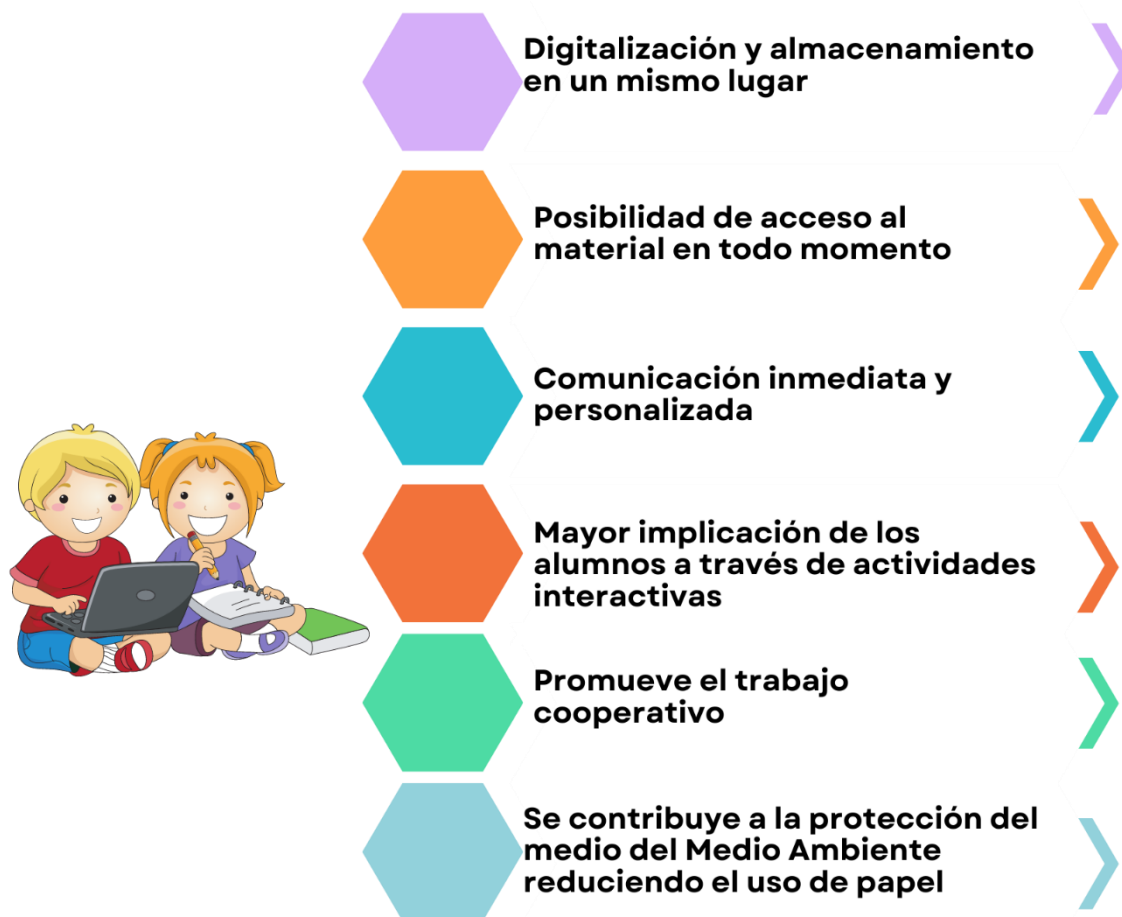 Digitalización y almacenamiento
en un mismo lugar
Posibilidad de acceso al
material en todo momento
Comunicación inmediata y
personalizada
Mayor implicación de los
alumnos a través de actividades
interactivas
Promueve el trabajo
cooperativo
Se contribuye a la protección del
medio del Medio Ambiente
reduciendo el uso de papel